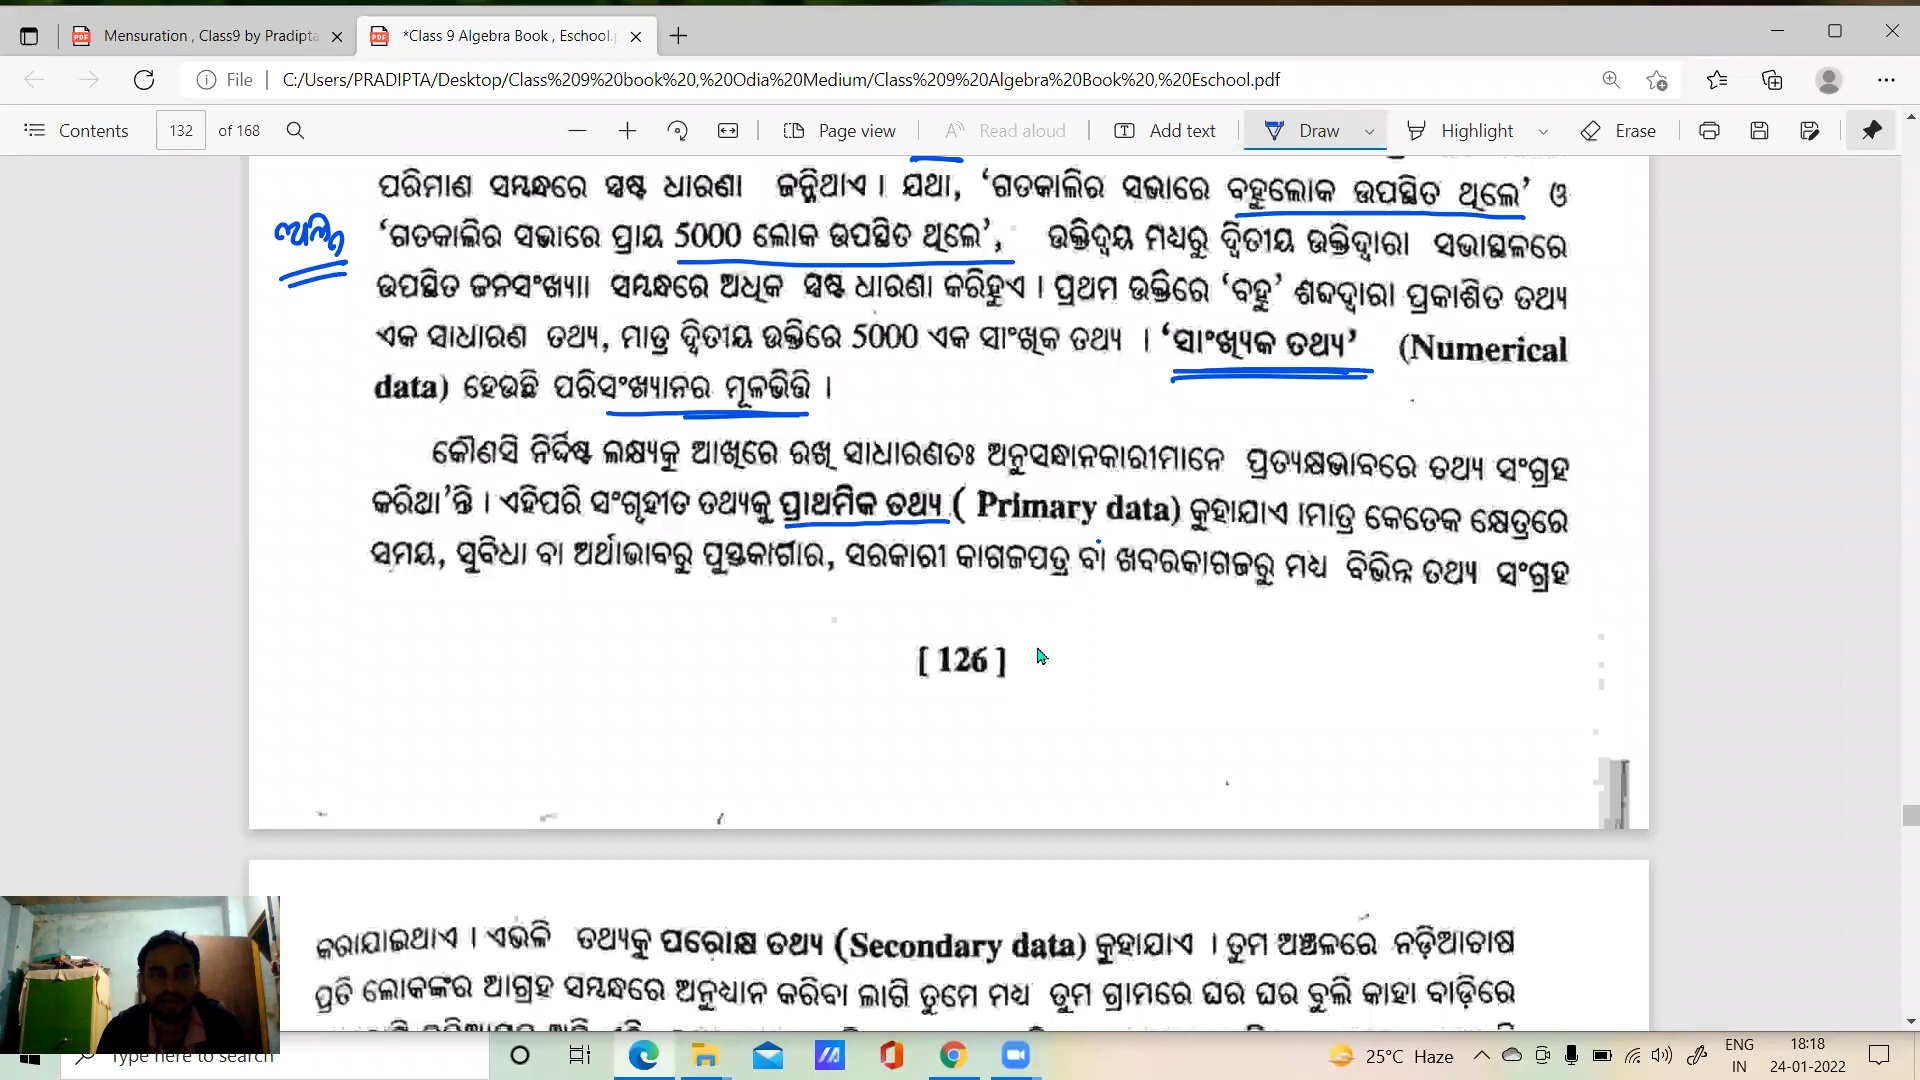 Mensuration , Class9 by Pradipta
*Class 9 Algebra Book , Eschool.p
File
C:/Users/PRADIPTA/Desktop/Class%209%20book%20,%20Odia%20Medium/Class%209%20Algebra%20Book%20,%20Eschool.pdf
Contents
132
of 168
Page view
Read aloud
Add text
Draw
Highlight
Erase
ପରିମାଣ ସମ୍ବନ୍ଧରେ ସ୍ପଷ୍ଟ ଧାରଣା ଜନ୍ମିଥାଏ । ଯଥା, ‘ଗତକାଲିର ସଭାରେ ବହୁଲୋକ ଉପସ୍ଥିତ ଥିଲେ’ ଓ
‘ଗତକାଲିର ସଭାରେ ପ୍ରାୟ 5000 ଲୋକ ଉପସ୍ଥିତ ଥିଲେ’, ଉକ୍ତିଦ୍ୱୟ ମଧ୍ୟରୁ ଦ୍ୱିତୀୟ ଉକ୍ତିଦ୍ୱାରା ସଭାସ୍ଥଳରେ
ଉପସ୍ଥିତ ଜନସଂଖ୍ୟା ସମ୍ବନ୍ଧରେ ଅଧିକ ସ୍ପଷ୍ଟ ଧାରଣା କରିହୁଏ । ପ୍ରଥମ ଉକ୍ତିରେ ‘ବହୁ’ ଶବ୍ଦଦ୍ୱାରା ପ୍ରକାଶିତ ତଥ୍ୟ
ଏକ ସାଧାରଣ ତଥ୍ୟ, ମାତ୍ର ଦ୍ୱିତୀୟ ଉକ୍ତିରେ 5000 ଏକ ସାଂଖିକ ତଥ୍ୟ । ‘ସାଂଖ୍ୟିକ ତଥ୍ୟ’ (Numerical
data) ହେଉଛି ପରିସଂଖ୍ୟାନର ମୂଳଭିତ୍ତି ।
କୌଣସି ନିର୍ଦ୍ଦିଷ୍ଟ ଲକ୍ଷ୍ୟକୁ ଆଖିରେ ରଖି ସାଧାରଣତଃ ଅନୁସନ୍ଧାନକାରୀମାନେ ପ୍ରତ୍ୟକ୍ଷଭାବରେ ତଥ୍ୟ ସଂଗ୍ରହ
କରିଥା’ନ୍ତି । ଏହିପରି ସଂଗୃହୀତ ତଥ୍ୟକୁ ପ୍ରାଥମିକ ତଥ୍ୟ ( Primary data) କୁହାଯାଏ ।ମାତ୍ର କେତେକ କ୍ଷେତ୍ରରେ
ସମୟ, ସୁବିଧା ବା ଅର୍ଥାଭାବରୁ ପୁସ୍ତକାଗାର, ସରକାରୀ କାଗଜପତ୍ର ବା ଖବରକାଗଜରୁ ମଧ୍ୟ ବିଭିନ୍ନ ତଥ୍ୟ ସଂଗ୍ରହ
[ 126 ]
କରାଯାଇଥାଏ । ଏଭଳି ତଥ୍ୟକୁ ପରୋକ୍ଷ ତଥ୍ୟ (Secondary data) କୁହାଯାଏ । ତୁମ ଅଞ୍ଚଳରେ ନଡ଼ିଆଚାଷ
ପ୍ରତି ଲୋକଙ୍କର ଆଗ୍ରହ ସମ୍ବନ୍ଧରେ ଅନୁଧ୍ୟାନ କରିବା ଲାଗି ତୁମେ ମଧ୍ୟ ତୁମ ଗ୍ରାମରେ ଘର ଘର ବୁଲି କାହା ବାଡ଼ିରେ
Type here to search
25°C Haze
ENG
IN
18:18
24-01-2022